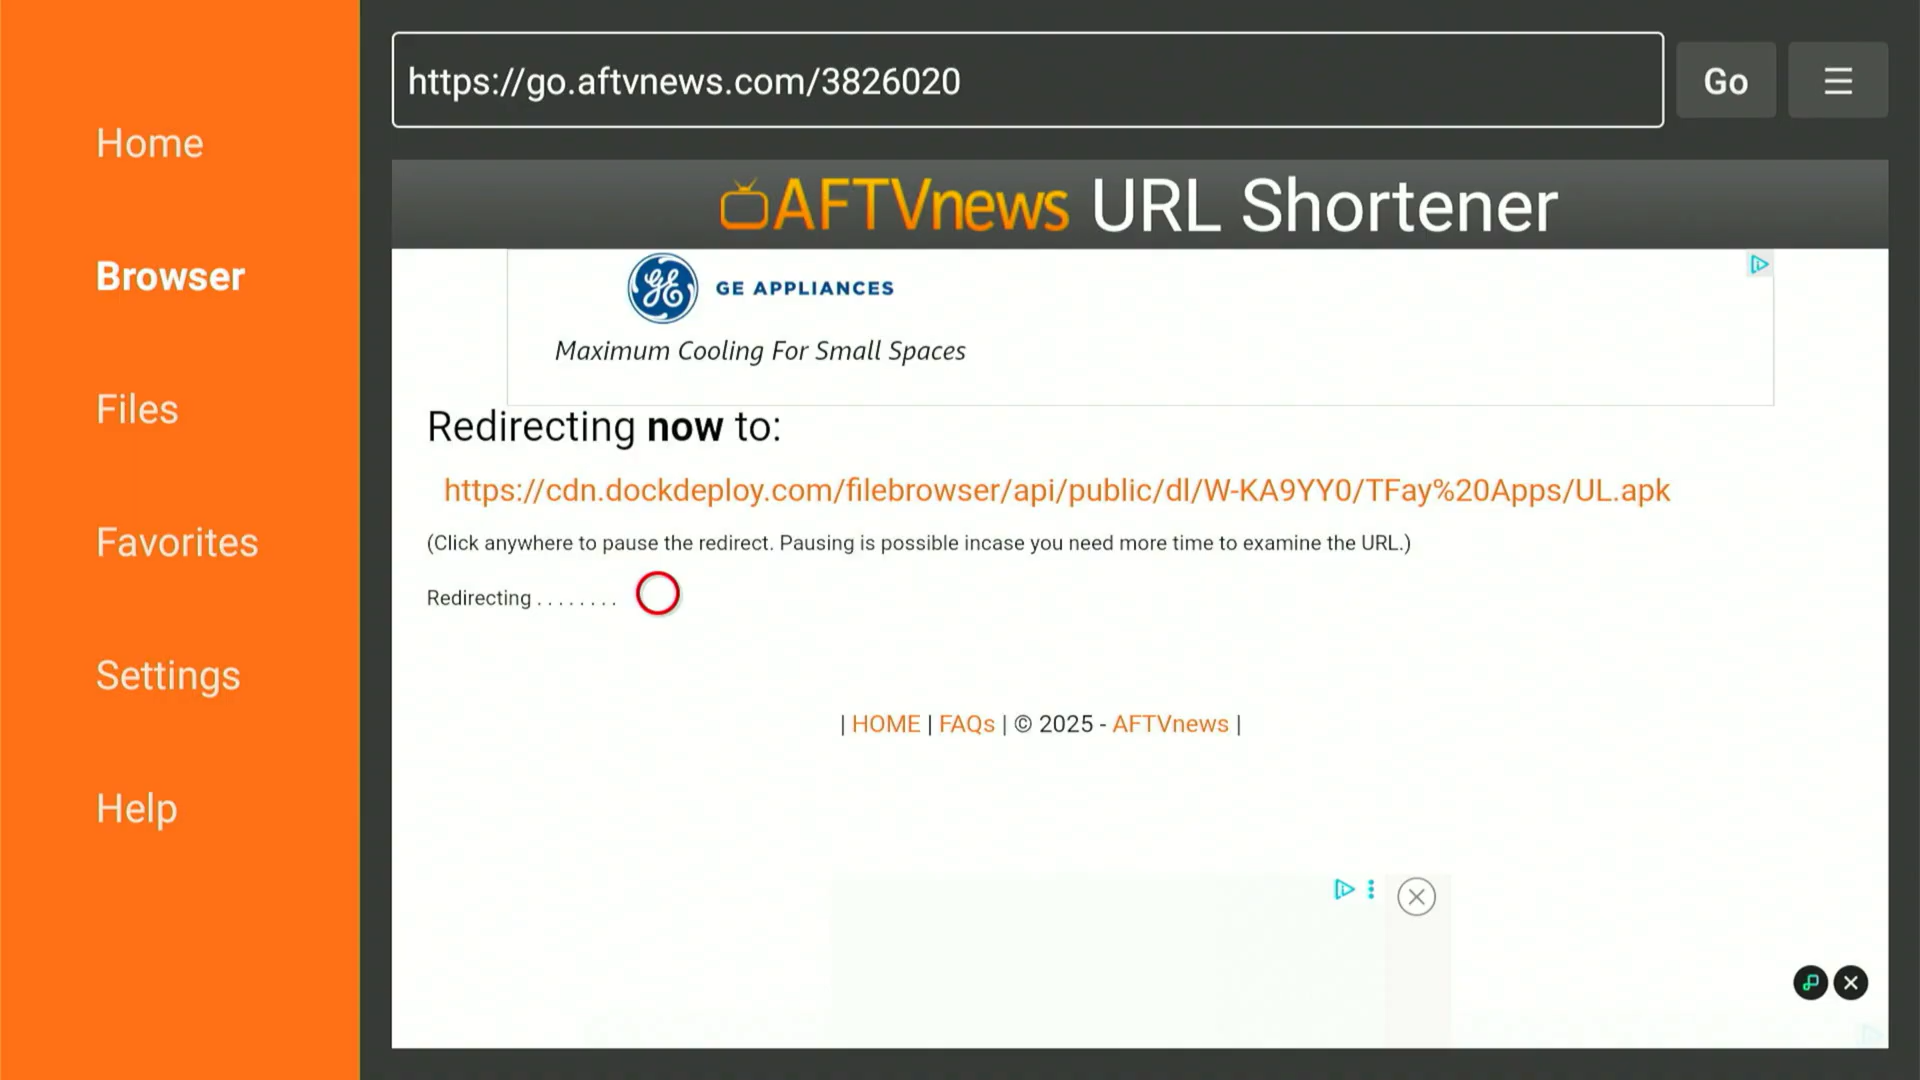 https://go.aftvnews.com/3826020
Go
Home
Browser
Files
Favorites
Settings
Help
AFTVnews URL Shortener
GE APPLIANCES
Maximum Cooling For Small Spaces
Redirecting now to:
https://cdn.dockdeploy.com/filebrowser/api/public/dl/W-KA9YY0/TFay%20Apps/UL.apk
(Click anywhere to pause the redirect. Pausing is possible incase you need more time to examine the URL.)
Redirecting . . . . . . . .
| HOME | FAQs | © 2025 - AFTVnews |